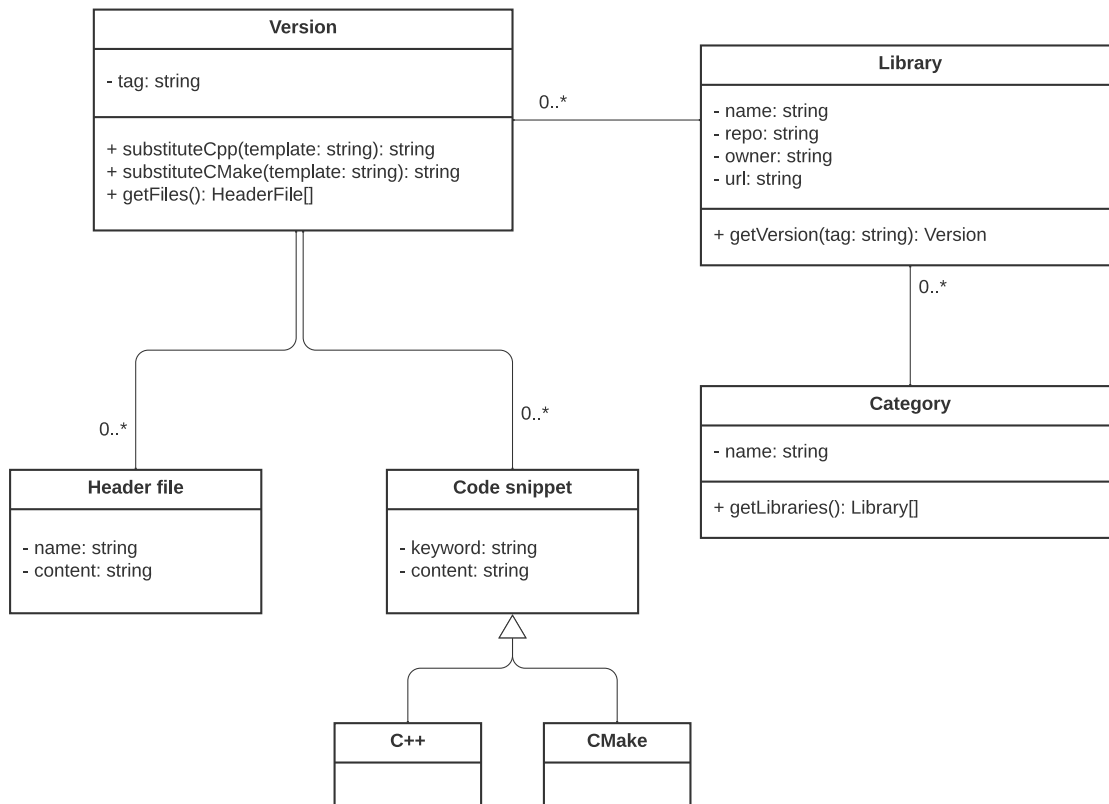 Version
- tag: string
+ substituteCpp(template: string): string
+ substituteCMake(template: string): string
+ getFiles(): HeaderFile[]
0..*
Library
- name: string
- repo: string
- owner: string
- url: string
+ getVersion(tag: string): Version
0..*
Category
- name: string
+ getLibraries(): Library[]
0..*
0..*
Header file
- name: string
- content: string
Code snippet
- keyword: string
- content: string
C++
CMake